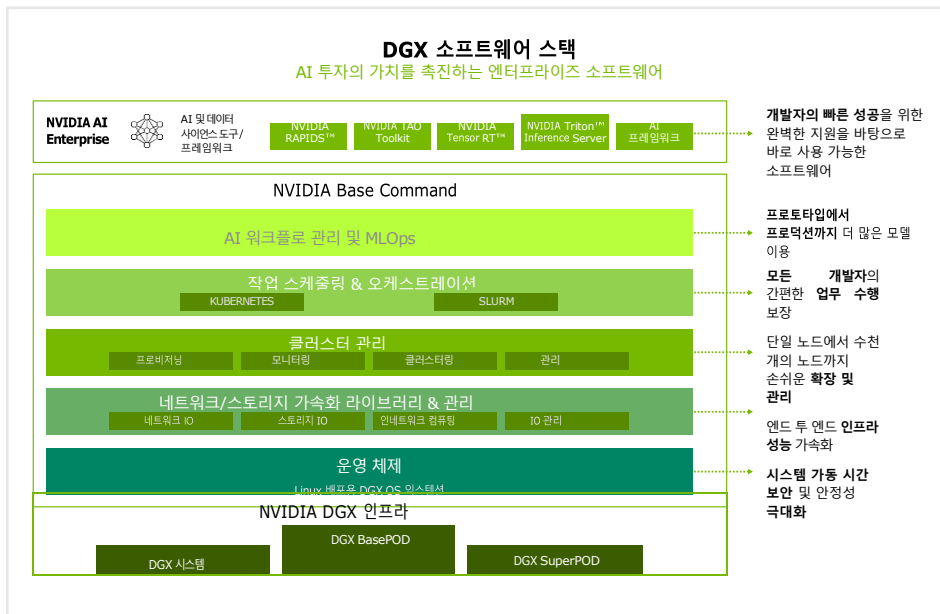 DGX 소프트웨어 스택
AI 투자의 가치를 촉진하는 엔터프라이즈 소프트웨어
NVIDIA AI
Enterprise
AI 및 데이터
사이언스 도구/
프레임워크
NVIDIA
RAPIDS™
NVIDIA TAO
Toolkit
NVIDIA
Tensor RT™
NVIDIA Triton™
Inference Server
AI
프레임워크
개발자의 빠른 성공을 위한
완벽한 지원을 바탕으로
바로 사용 가능한
소프트웨어
NVIDIA Base Command
AI 워크플로 관리 및 MLOps
프로토타입에서
프로덕션까지 더 많은 모델
이용
작업 스케줄링 & 오케스트레이션
KUBERNETES
SLURM
모든 개발자의
간편한 업무 수행
보장
클러스터 관리
프로비저닝
모니터링
클러스터링
관리
단일 노드에서 수천
개의 노드까지
손쉬운 확장 및
관리
네트워크/스토리지 가속화 라이브러리 & 관리
네트워크 IO
스토리지 IO
인네트워크 컴퓨팅
IO 관리
엔드 투 엔드 인프라
성능 가속화
운영 체제
Linux 배포용 DGX OS 익스텐션
시스템 가동 시간
보안 및 안정성
극대화
NVIDIA DGX 인프라
DGX 시스템
DGX BasePOD
DGX SuperPOD